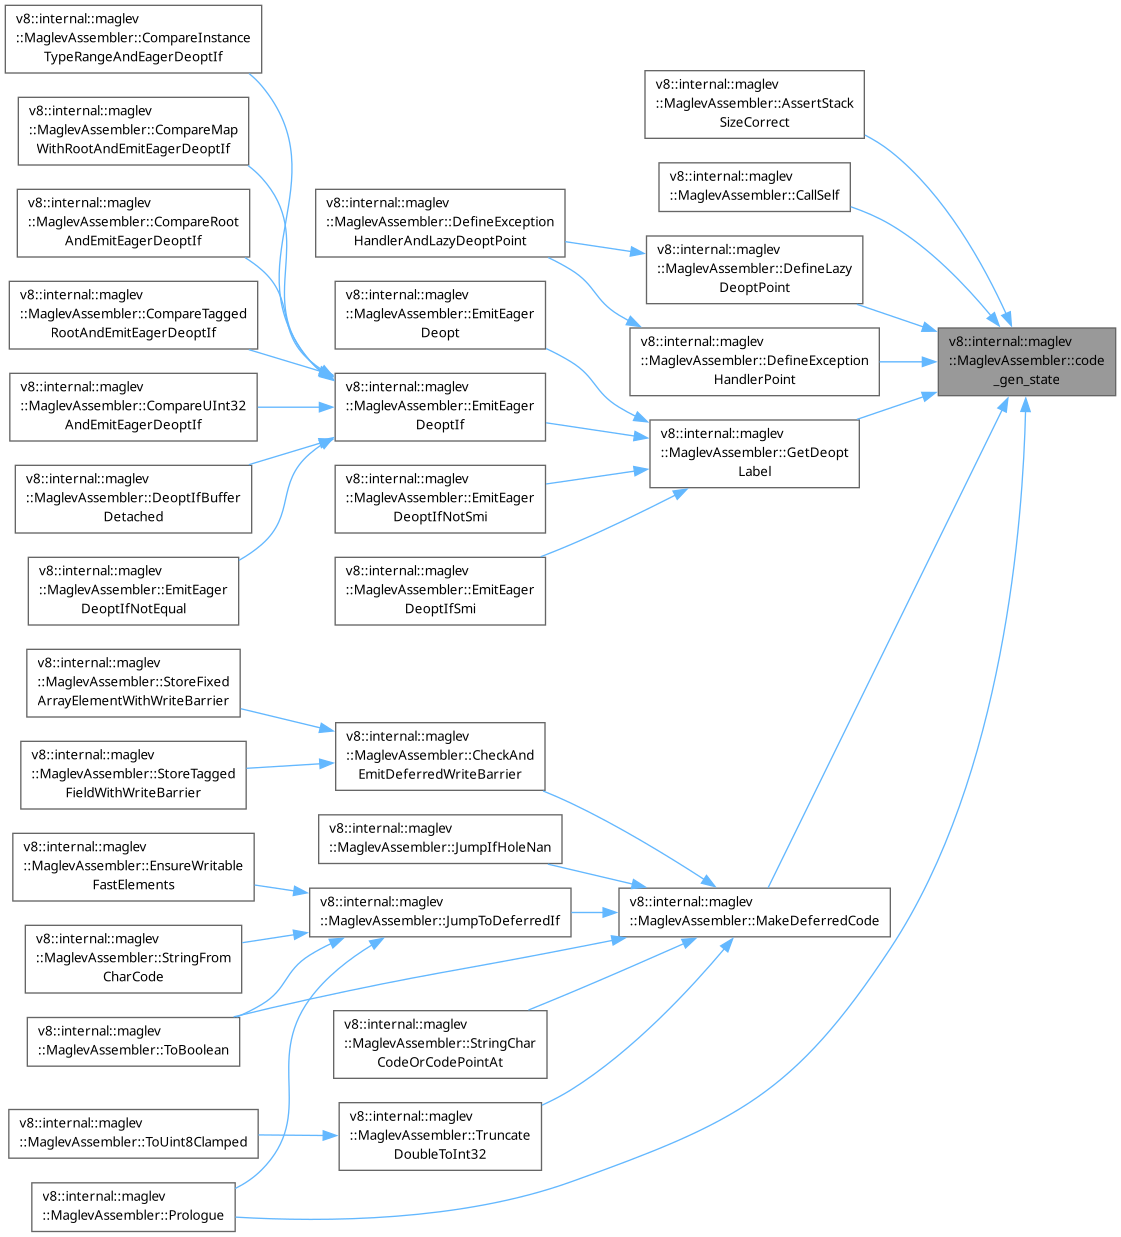 v8::internal::maglev
::MaglevAssembler::CompareInstance
TypeRangeAndEagerDeoptIf
v8::internal::maglev
::MaglevAssembler::CompareMap
WithRootAndEmitEagerDeoptIf
v8::internal::maglev
::MaglevAssembler::CompareRoot
AndEmitEagerDeoptIf
v8::internal::maglev
::MaglevAssembler::CompareTagged
RootAndEmitEagerDeoptIf
v8::internal::maglev
::MaglevAssembler::CompareUInt32
AndEmitEagerDeoptIf
v8::internal::maglev
::MaglevAssembler::DeoptIfBuffer
Detached
v8::internal::maglev
::MaglevAssembler::EmitEager
DeoptIfNotEqual
v8::internal::maglev
::MaglevAssembler::StoreFixed
ArrayElementWithWriteBarrier
v8::internal::maglev
::MaglevAssembler::StoreTagged
FieldWithWriteBarrier
v8::internal::maglev
::MaglevAssembler::EnsureWritable
FastElements
v8::internal::maglev
::MaglevAssembler::StringFrom
CharCode
v8::internal::maglev
::MaglevAssembler::ToBoolean
v8::internal::maglev
::MaglevAssembler::ToUint8Clamped
v8::internal::maglev
::MaglevAssembler::Prologue
v8::internal::maglev
::MaglevAssembler::DefineException
HandlerAndLazyDeoptPoint
v8::internal::maglev
::MaglevAssembler::EmitEager
Deopt
v8::internal::maglev
::MaglevAssembler::EmitEager
DeoptIf
v8::internal::maglev
::MaglevAssembler::EmitEager
DeoptIfNotSmi
v8::internal::maglev
::MaglevAssembler::EmitEager
DeoptIfSmi
v8::internal::maglev
::MaglevAssembler::CheckAnd
EmitDeferredWriteBarrier
v8::internal::maglev
::MaglevAssembler::JumpIfHoleNan
v8::internal::maglev
::MaglevAssembler::JumpToDeferredIf
v8::internal::maglev
::MaglevAssembler::StringChar
CodeOrCodePointAt
v8::internal::maglev
::MaglevAssembler::Truncate
DoubleToInt32
v8::internal::maglev
::MaglevAssembler::AssertStack
SizeCorrect
v8::internal::maglev
::MaglevAssembler::CallSelf
v8::internal::maglev
::MaglevAssembler::DefineLazy
DeoptPoint
v8::internal::maglev
::MaglevAssembler::DefineException
HandlerPoint
v8::internal::maglev
::MaglevAssembler::GetDeopt
Label
v8::internal::maglev
::MaglevAssembler::MakeDeferredCode
v8::internal::maglev
::MaglevAssembler::code
_gen_state